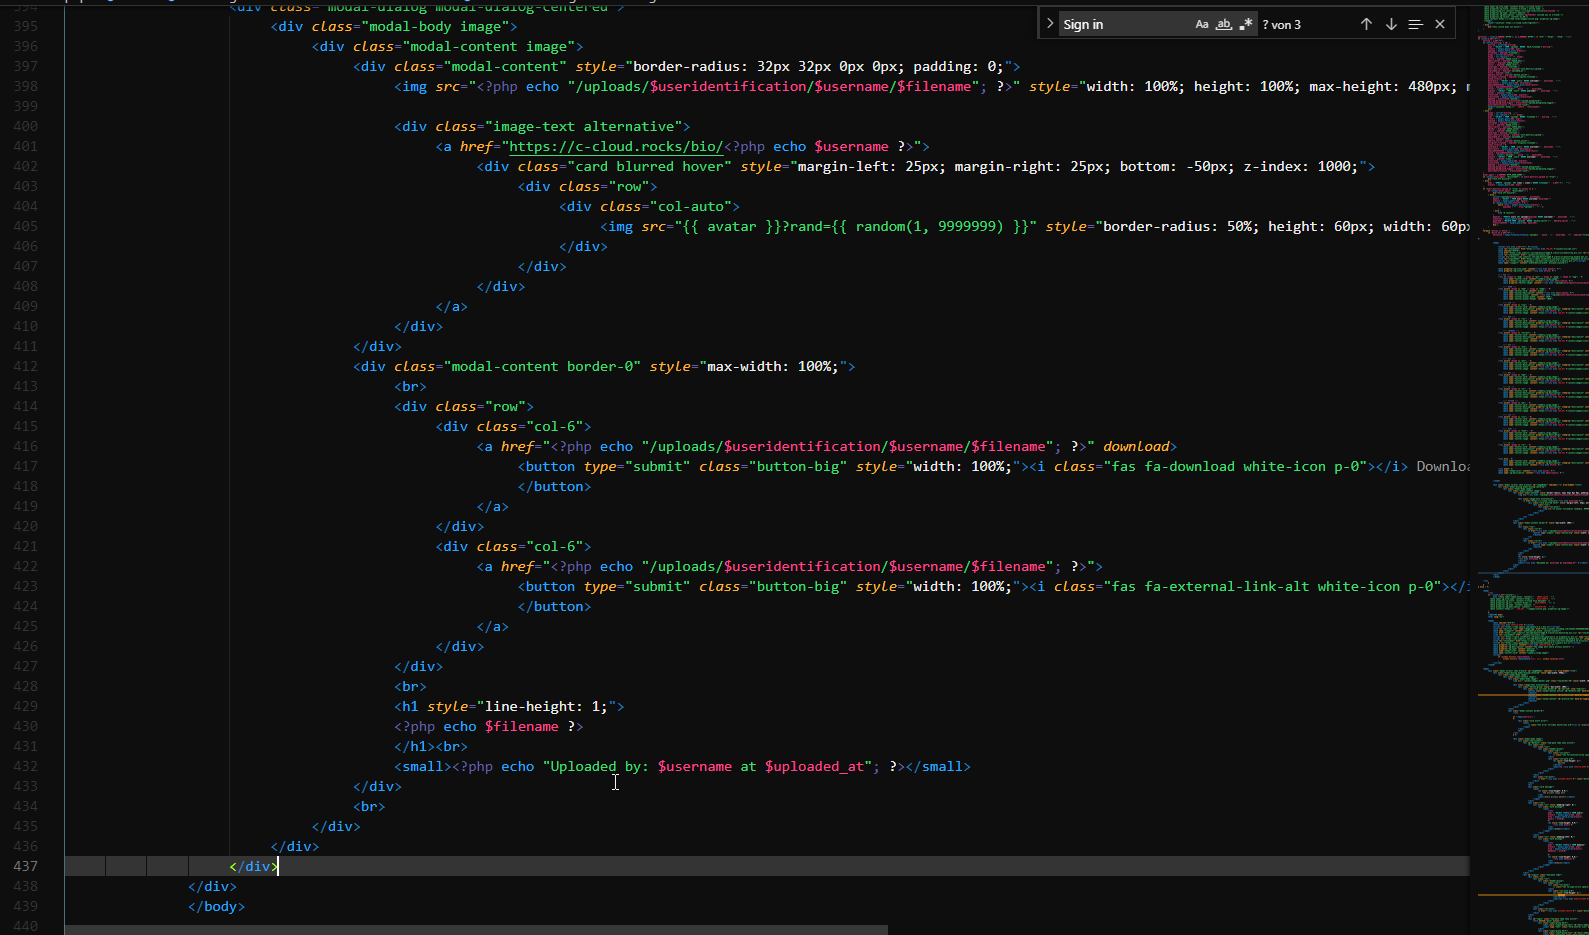 394 <div class="modal-dialog modal-dialog-centered">
395 <div class="modal-body image">
Sign in Aa ab .* ? von 3
396 <div class="modal-content image">
397 <div class="modal-content" style="border-radius: 32px 32px 0px 0px; padding: 0;">
398 <img src="<?php echo "/uploads/$useridentification/$username/$filename"; ?>" style="width: 100%; height: 100%; max-height: 480px;
399
400 <div class="image-text alternative">
401 <a href="https://c-cloud.rocks/bio/<?php echo $username ?>">
402 <div class="card blurred hover" style="margin-left: 25px; margin-right: 25px; bottom: -50px; z-index: 1000;">
403 <div class="row">
404 <div class="col-auto">
405 <img src="{{ avatar }}?rand={{ random(1, 9999999) }}" style="border-radius: 50%; height: 60px; width: 60px
406 </div>
407 </div>
408 </div>
409 </a>
410 </div>
411 </div>
412 <div class="modal-content border-0" style="max-width: 100%;">
413 <br>
414 <div class="row">
415 <div class="col-6">
416 <a href="<?php echo "/uploads/$useridentification/$username/$filename"; ?>" download>
417 <button type="submit" class="button-big" style="width: 100%;"><i class="fas fa-download white-icon p-0"></i> Downloa
418 </button>
419 </a>
420 </div>
421 <div class="col-6">
422 <a href="<?php echo "/uploads/$useridentification/$username/$filename"; ?>">
423 <button type="submit" class="button-big" style="width: 100%;"><i class="fas fa-external-link-alt white-icon p-0"></i
424 </button>
425 </a>
426 </div>
427 </div>
428 <br>
429 <h1 style="line-height: 1;">
430 <?php echo $filename ?>
431 </h1><br>
432 <small><?php echo "Uploaded by: $username at $uploaded_at"; ?></small>
433 </div>
434 <br>
435 </div>
436 </div>
437 </div>
438 </div>
439 </body>
440